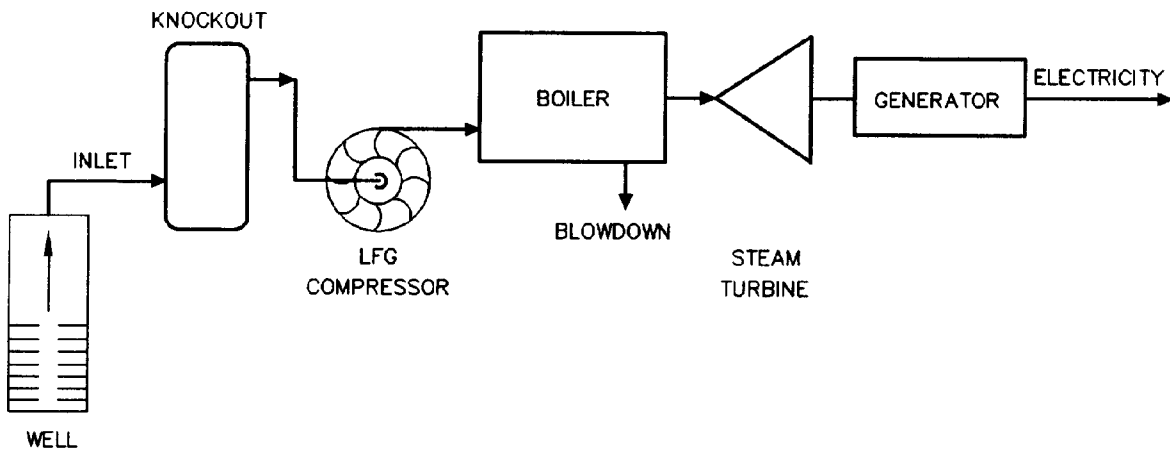 KNOCKOUT
INLET
WELL
LFG
COMPRESSOR
BOILER
BLOWDOWN
STEAM
TURBINE
GENERATOR
ELECTRICITY